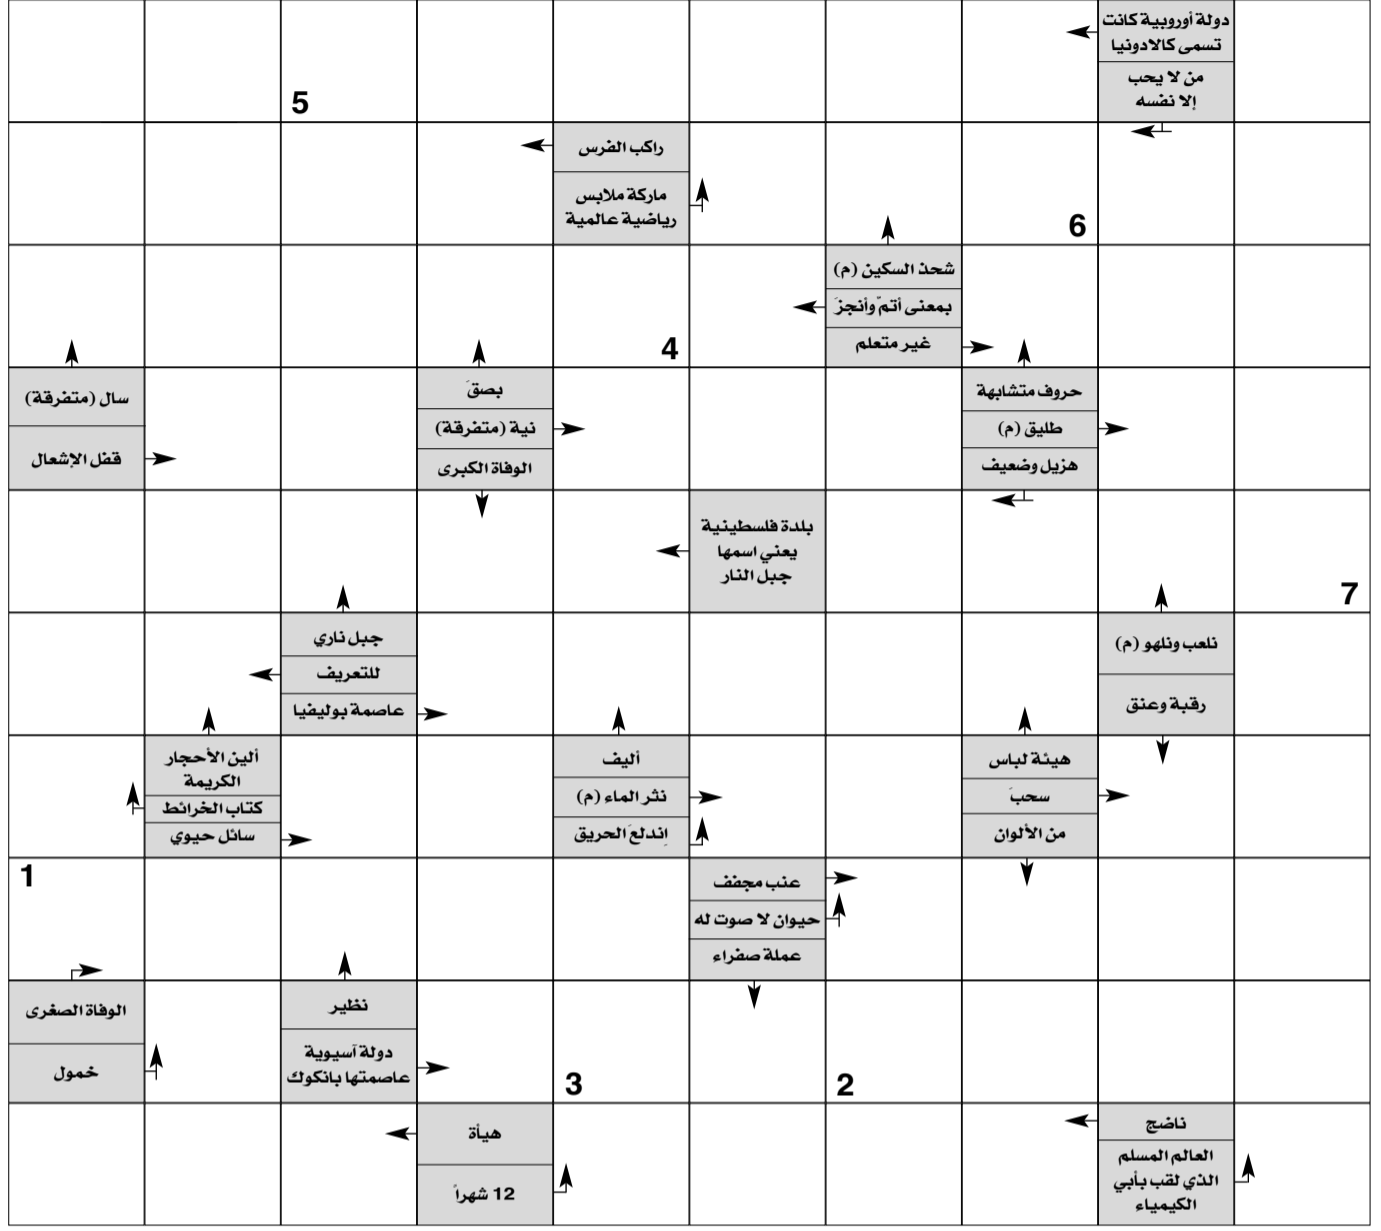 دولة أوروبية كانت
تسمى كالادونيا
من لا يحب
إلا نفسه
5
راكب الفرس
ماركة ملابس
رياضية عالمية
6
شحذ السكين (م)
بمعنى أتمّ وأنجزَ
غير متعلم
4
حروف متشابهة
طليق (م)
هزيل وضعيف
بصقَ
نية (متفرقة)
الوفاة الكبرى
سال (متفرقة)
قفل الإشعال
بلدة فلسطينية
يعني اسمها
جبل النار
7
نلعب ونلهو (م)
رقبة وعنق
جبل ناري
للتعريف
عاصمة بوليفيا
هيئة لباس
سحبَ
من الألوان
أليف
نثر الماء (م)
اِندلعَ الحريق
ألين الأحجار
الكريمة
كتاب الخرائط
سائل حيوي
عنب مجفف
حيوان لا صوت له
عملة صفراء
1
نظير
دولة آسيوية
عاصمتها بانكوك
الوفاة الصغرى
خمول
2
3
ناضج
العالم المسلم
الذي لقب بأبي
الكيمياء
هيأة
12 شهراً